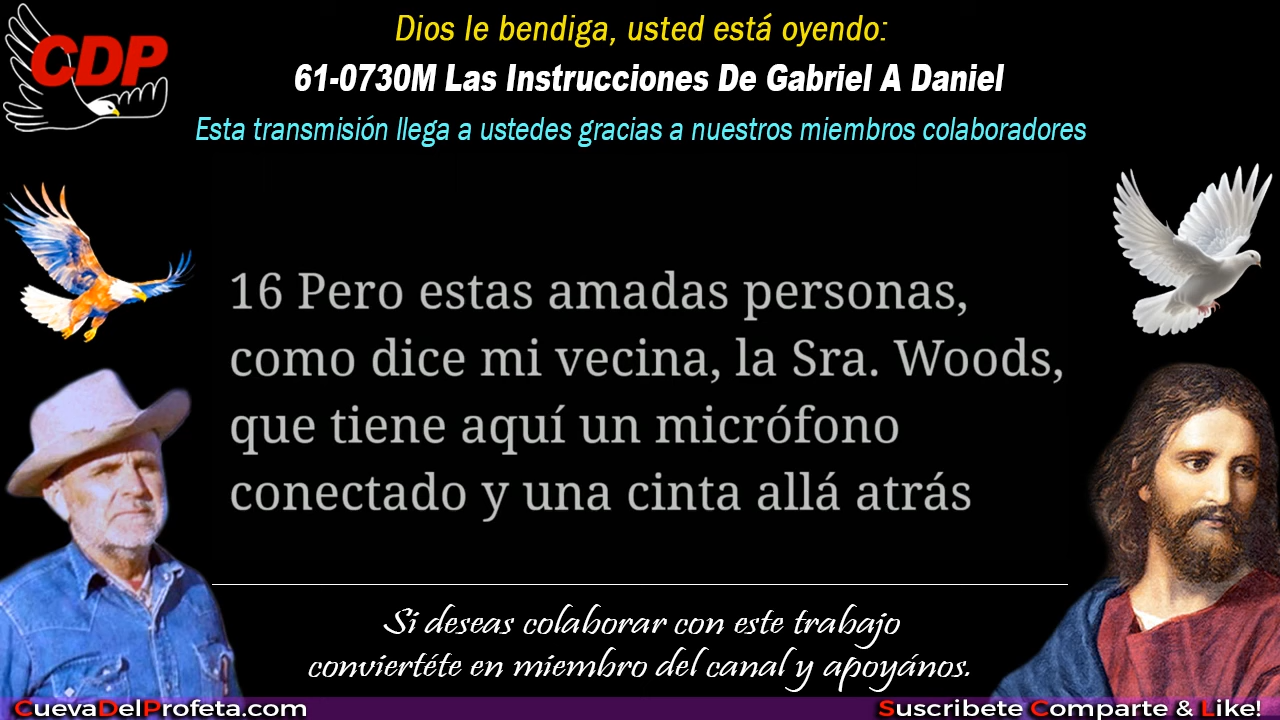 CDP
Dios le bendiga, usted está oyendo:
61-0730M Las Instrucciones De Gabriel A Daniel
Esta transmisión llega a ustedes gracias a nuestros miembros colaboradores
16 Pero estas amadas personas,
como dice mi vecina, la Sra. Woods,
que tiene aquí un micrófono
conectado y una cinta allá atrás
Si deseas colaborar con este trabajo
conviertéte en miembro del canal y apoyános.
CuevaDelProfeta.com
Suscribete Comparte & Like!